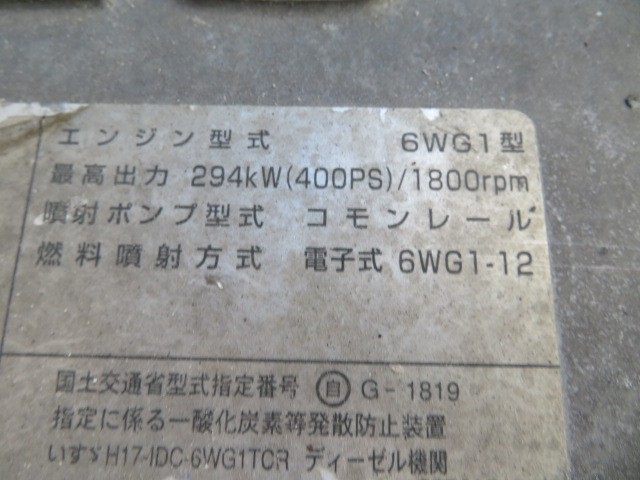 エンジン型式 6WG1型
最高出力 294kW(400PS)/1800rpm
噴射ポンプ型式 コモンレール
燃料噴射方式 電子式 6WG1-12
国土交通省型式指定番号 自 G-1819
指定に係る一酸化炭素等発散防止装置
いすゞH17-IDC-6WG1TCR ディーゼル機関